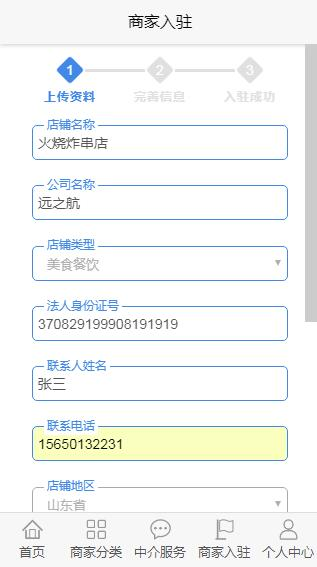 商家入驻
1 2 3
上传资料 完善信息 入驻成功
店铺名称
火烧炸串店
公司名称
远之航
店铺类型
美食餐饮
法人身份证号
370829199908191919
联系人姓名
张三
联系电话
15650132231
店铺地区
山东省
首页 商家分类 中介服务 商家入驻 个人中心